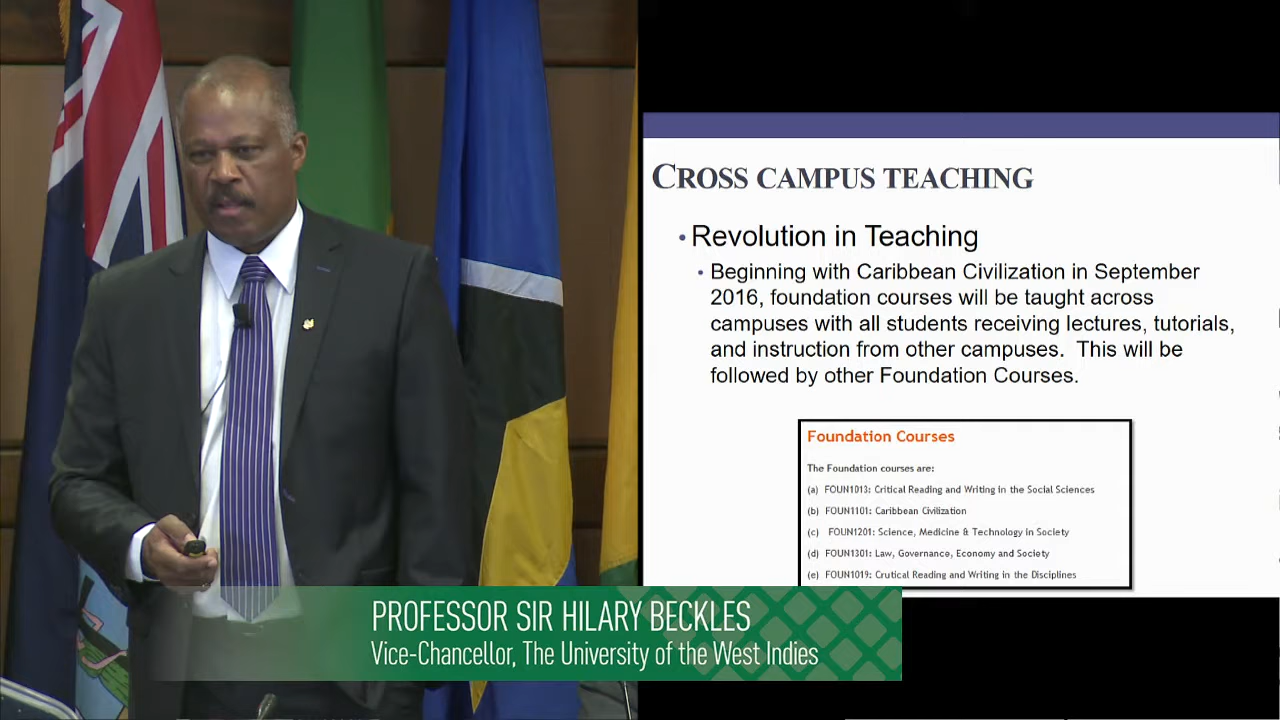 CROSS CAMPUS TEACHING
• Revolution in Teaching
• Beginning with Caribbean Civilization in September
2016, foundation courses will be taught across
campuses with all students receiving lectures, tutorials,
and instruction from other campuses. This will be
followed by other Foundation Courses.
Foundation Courses
The Foundation courses are:
(a) FOUN1013: Critical Reading and Writing in the Social Sciences
(b) FOUN1101: Caribbean Civilization
(c) FOUN1201: Science, Medicine & Technology in Society
(d) FOUN1301: Law, Governance, Economy and Society
(e) FOUN1019: Crutical Reading and Writing in the Disciplines
PROFESSOR SIR HILARY BECKLES
Vice-Chancellor, The University of the West Indies